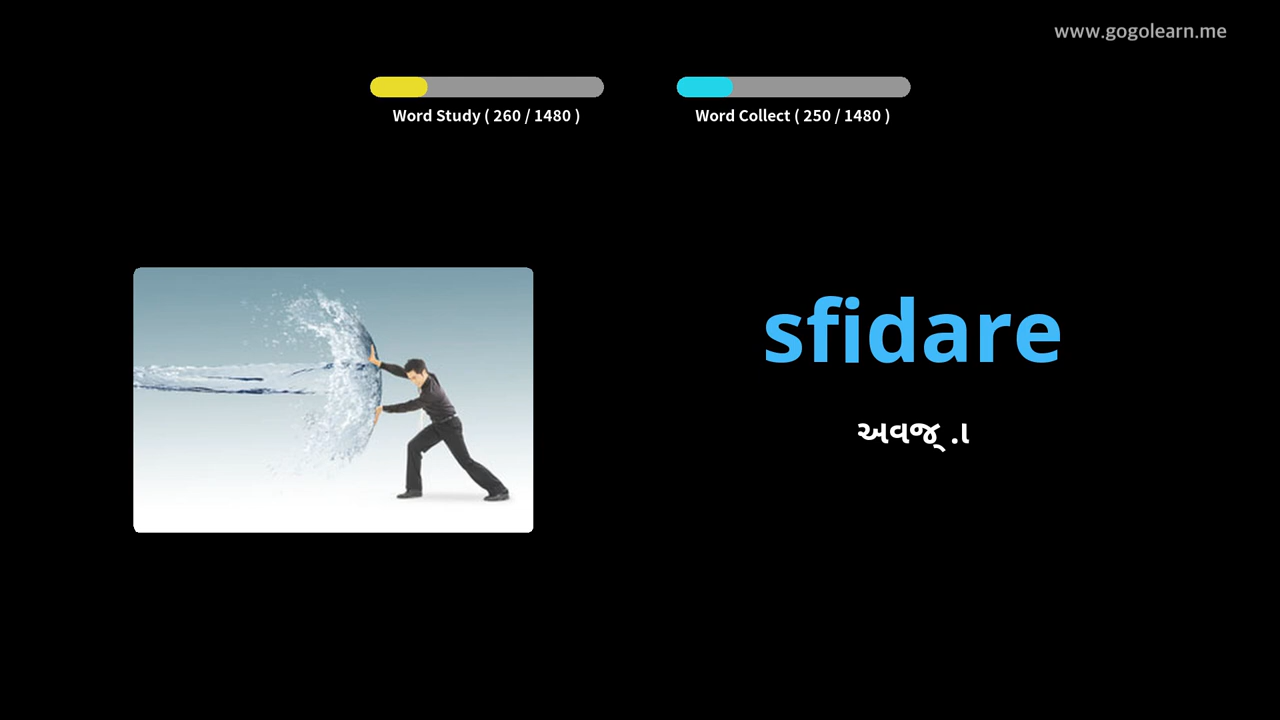 www.gogolearn.me
Word Study ( 260 / 1480 )
Word Collect ( 250 / 1480 )
sfidare
અવજ્ .ા